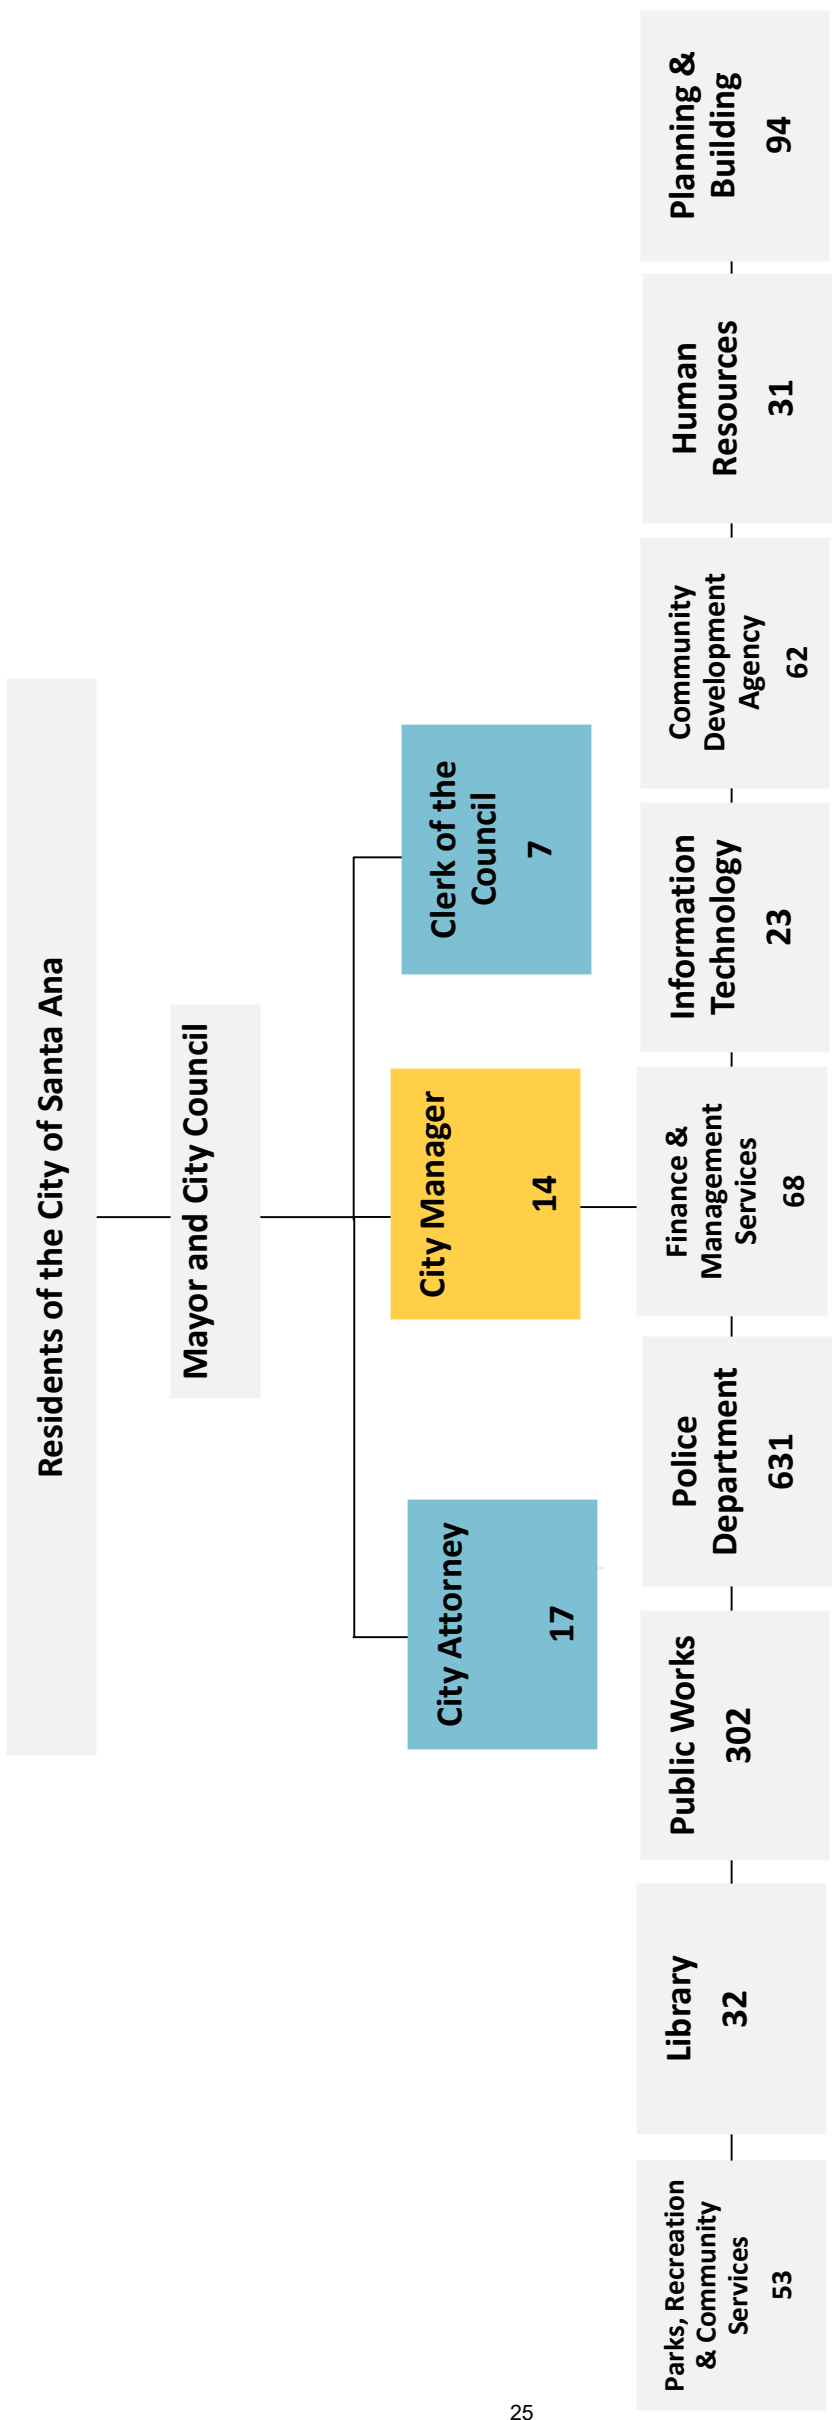 Residents of the City of Santa Ana
Mayor and City Council
City Attorney
17
City Manager
14
Clerk of the
Council
7
Parks, Recreation
& Community
Services
53
Library
32
Public Works
302
Police
Department
631
Finance &
Management
Services
68
Information
Technology
23
Community
Development
Agency
62
Human
Resources
31
Planning &
Building
94
25